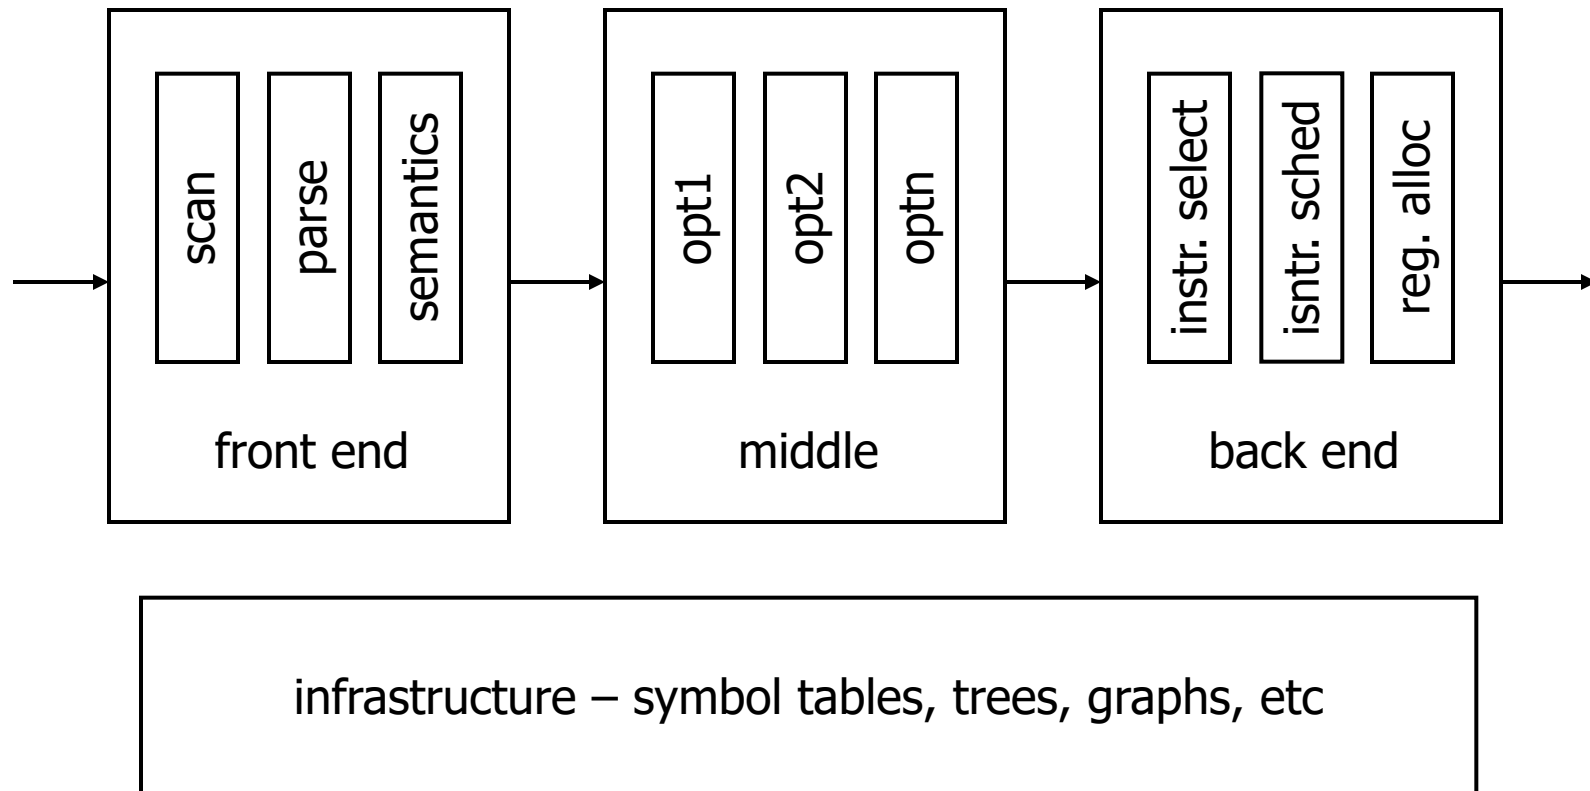 scan
parse
semantics
front end
opt1
opt2
optn
middle
instr. select
isntr. sched
reg. alloc
back end
infrastructure – symbol tables, trees, graphs, etc